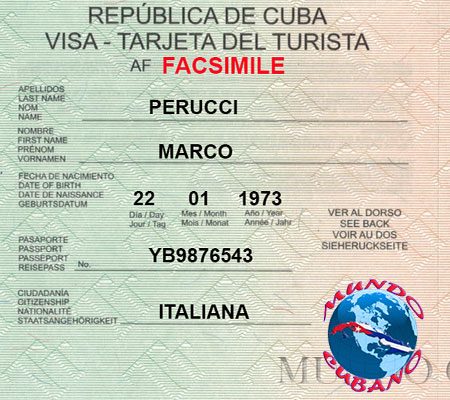 REPÚBLICA DE CUBA
VISA - TARJETA DEL TURISTA
AF FACSIMILE
APELLIDOS
LAST NAME
NOM
NAME
PERUCCI
NOMBRE
FIRST NAME
PRÉNOM
VORNAMEN
MARCO
FECHA DE NACIMIENTO
DATE OF BIRTH
DATE DE NAISSANCE
GEBURTSDATUM
22 01 1973
Día / Day Mes / Month Año / Year
Jour / Tag Mois / Monat Année / Jahr
VER AL DORSO
SEE BACK
VOIR AU DOS
SIEHERUCKSEITE
PASAPORTE
PASSPORT
PASSEPORT
REISEPASS No.
YB9876543
CIUDADANÍA
CITIZENSHIP
NATIONALITÉ
STAATSANGEHÖRIGKEIT
ITALIANA
MUNDO
CUBANO